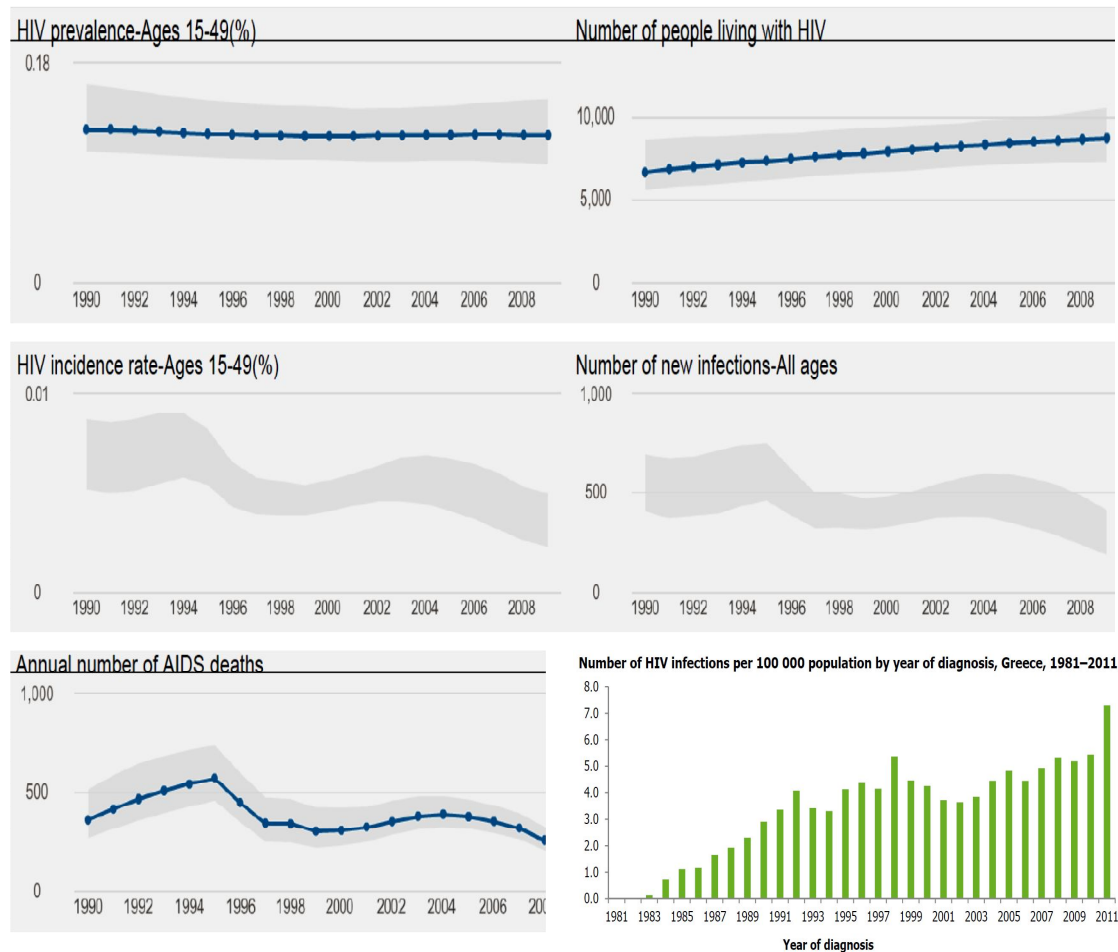 HIV prevalence-Ages 15-49(%)
0.18
0
1990 1992 1994 1996 1998 2000 2002 2004 2006 2008
Number of people living with HIV
10,000
5,000
0
1990 1992 1994 1996 1998 2000 2002 2004 2006 2008
HIV incidence rate-Ages 15-49(%)
0.01
0
1990 1992 1994 1996 1998 2000 2002 2004 2006 2008
Number of new infections-All ages
1,000
500
0
1990 1992 1994 1996 1998 2000 2002 2004 2006 2008
Annual number of AIDS deaths
1,000
500
0
1990 1992 1994 1996 1998 2000 2002 2004 2006
Number of HIV infections per 100 000 population by year of diagnosis, Greece, 1981–2011
8.0
7.0
6.0
5.0
4.0
3.0
2.0
1.0
0.0
1981 1983 1985 1987 1989 1991 1993 1995 1997 1999 2001 2003 2005 2007 2009 2011
Year of diagnosis